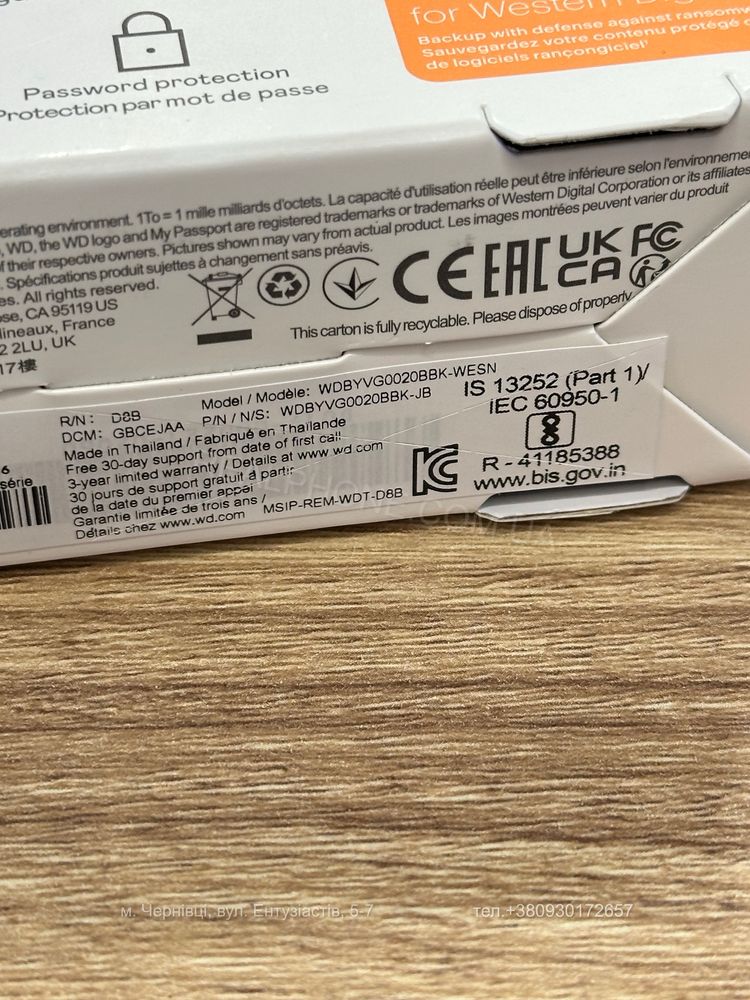 for Western
Backup with defense against
Sauvegardez votre contenu protégé
de logiciels rançongiciel
Password protection
Protection par mot de passe
erating environment. 1To = 1 mille milliards d'octets. La capacité d'utilisation réelle peut être inférieure selon l'environneme
, WD, the WD logo and My Passport are registered trademarks or trademarks of Western Digital Corporation or its affiliates
f their respective owners. Pictures shown may vary from actual product. Les images montrées peuvent varier du produit
. Spécifications produit sujettes à changement sans préavis.
es. All rights reserved.
ose, CA 95119 US
lineaux, France
2 2LU, UK
17樓
CE EAC UK CA FC
This carton is fully recyclable. Please dispose of properly
R/N: D8B
DCM: GBCEJAA
Model / Modèle: WDBYVG0020BBK-WESN
P/N / N/S: WDBYVG0020BBK-JB
Made in Thailand / Fabriqué en Thaïlande
Free 30-day support from date of first call
3-year limited warranty / Details at www.wd.com
30 jours de support gratuit à partir
de la date du premier appel
Garantie limitée de trois ans /
Détails chez www.wd.com
MSIP-REM-WDT-D8B
6
série
IS 13252 (Part 1)/
IEC 60950-1
R - 41185388
www.bis.gov.in
м. Чернівці, вул. Ентузіастів, 5-7
тел.+380930172657